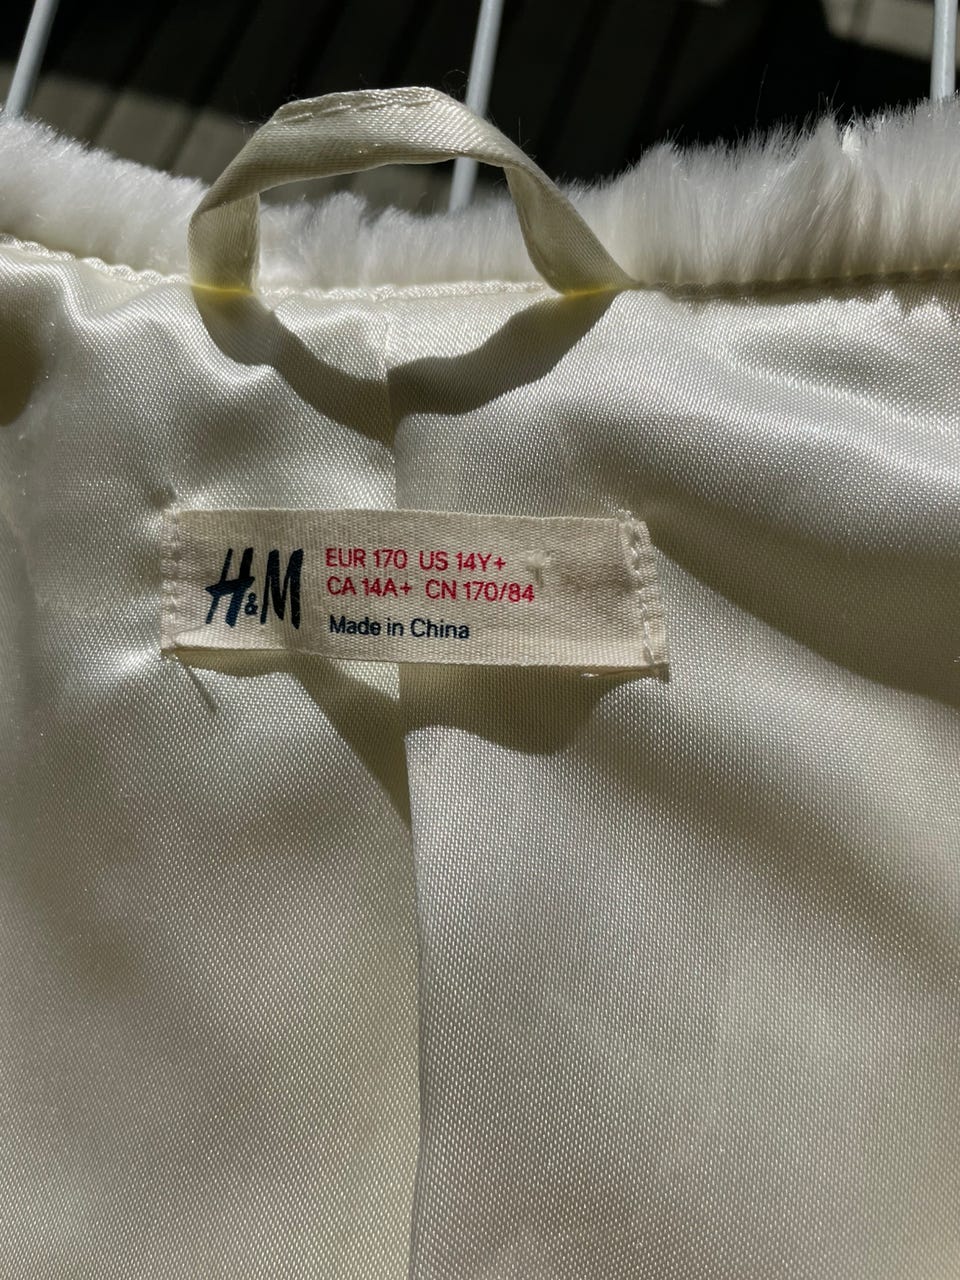 H&M
EUR 170 US 14Y+
CA 14A+ CN 170/84
Made in China